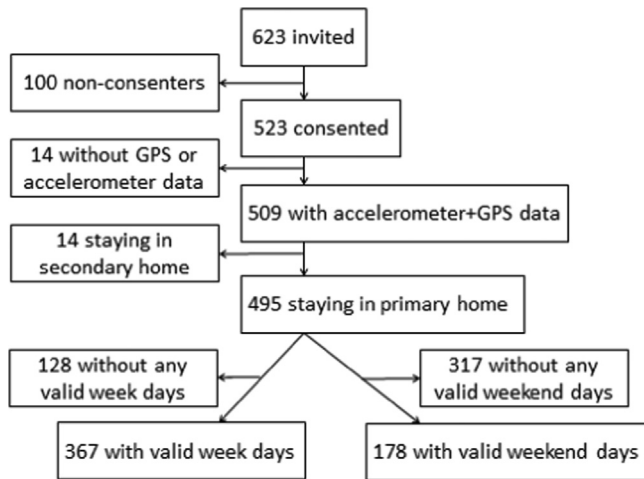 623 invited
100 non-consenters
523 consented
14 without GPS or
accelerometer data
509 with accelerometer+GPS data
14 staying in
secondary home
495 staying in primary home
128 without any
valid week days
317 without any
valid weekend days
367 with valid week days
178 with valid weekend days